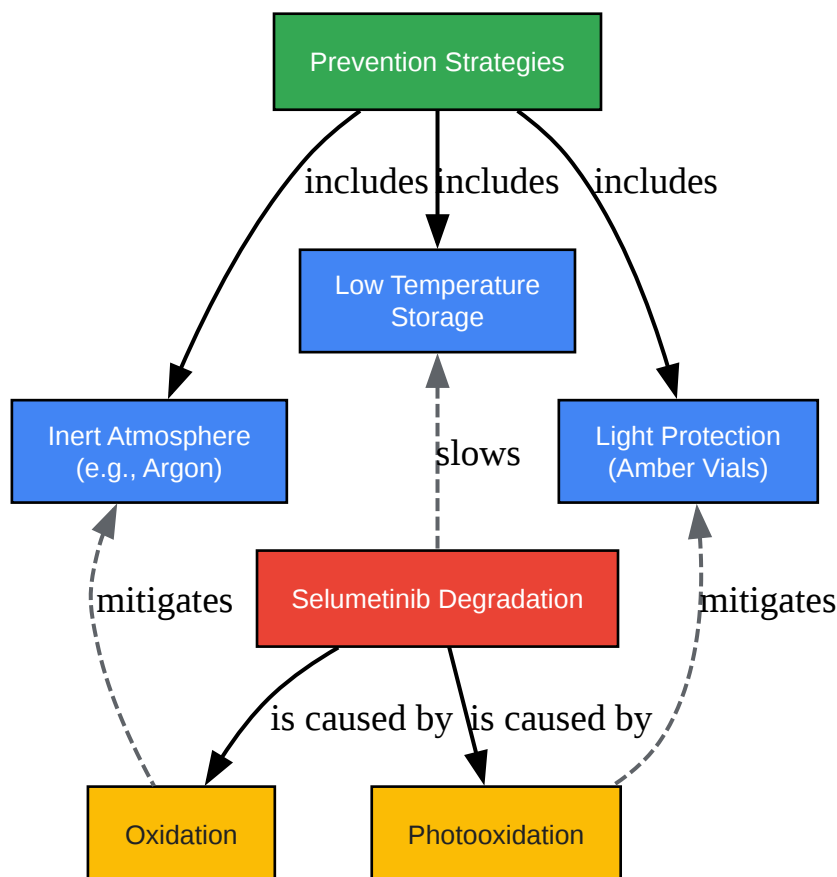 Prevention Strategies
includes
includes
includes
Low Temperature
Storage
Inert Atmosphere
(e.g., Argon)
Light Protection
(Amber Vials)
slows
Selumetinib Degradation
mitigates
mitigates
is caused by
is caused by
Oxidation
Photooxidation